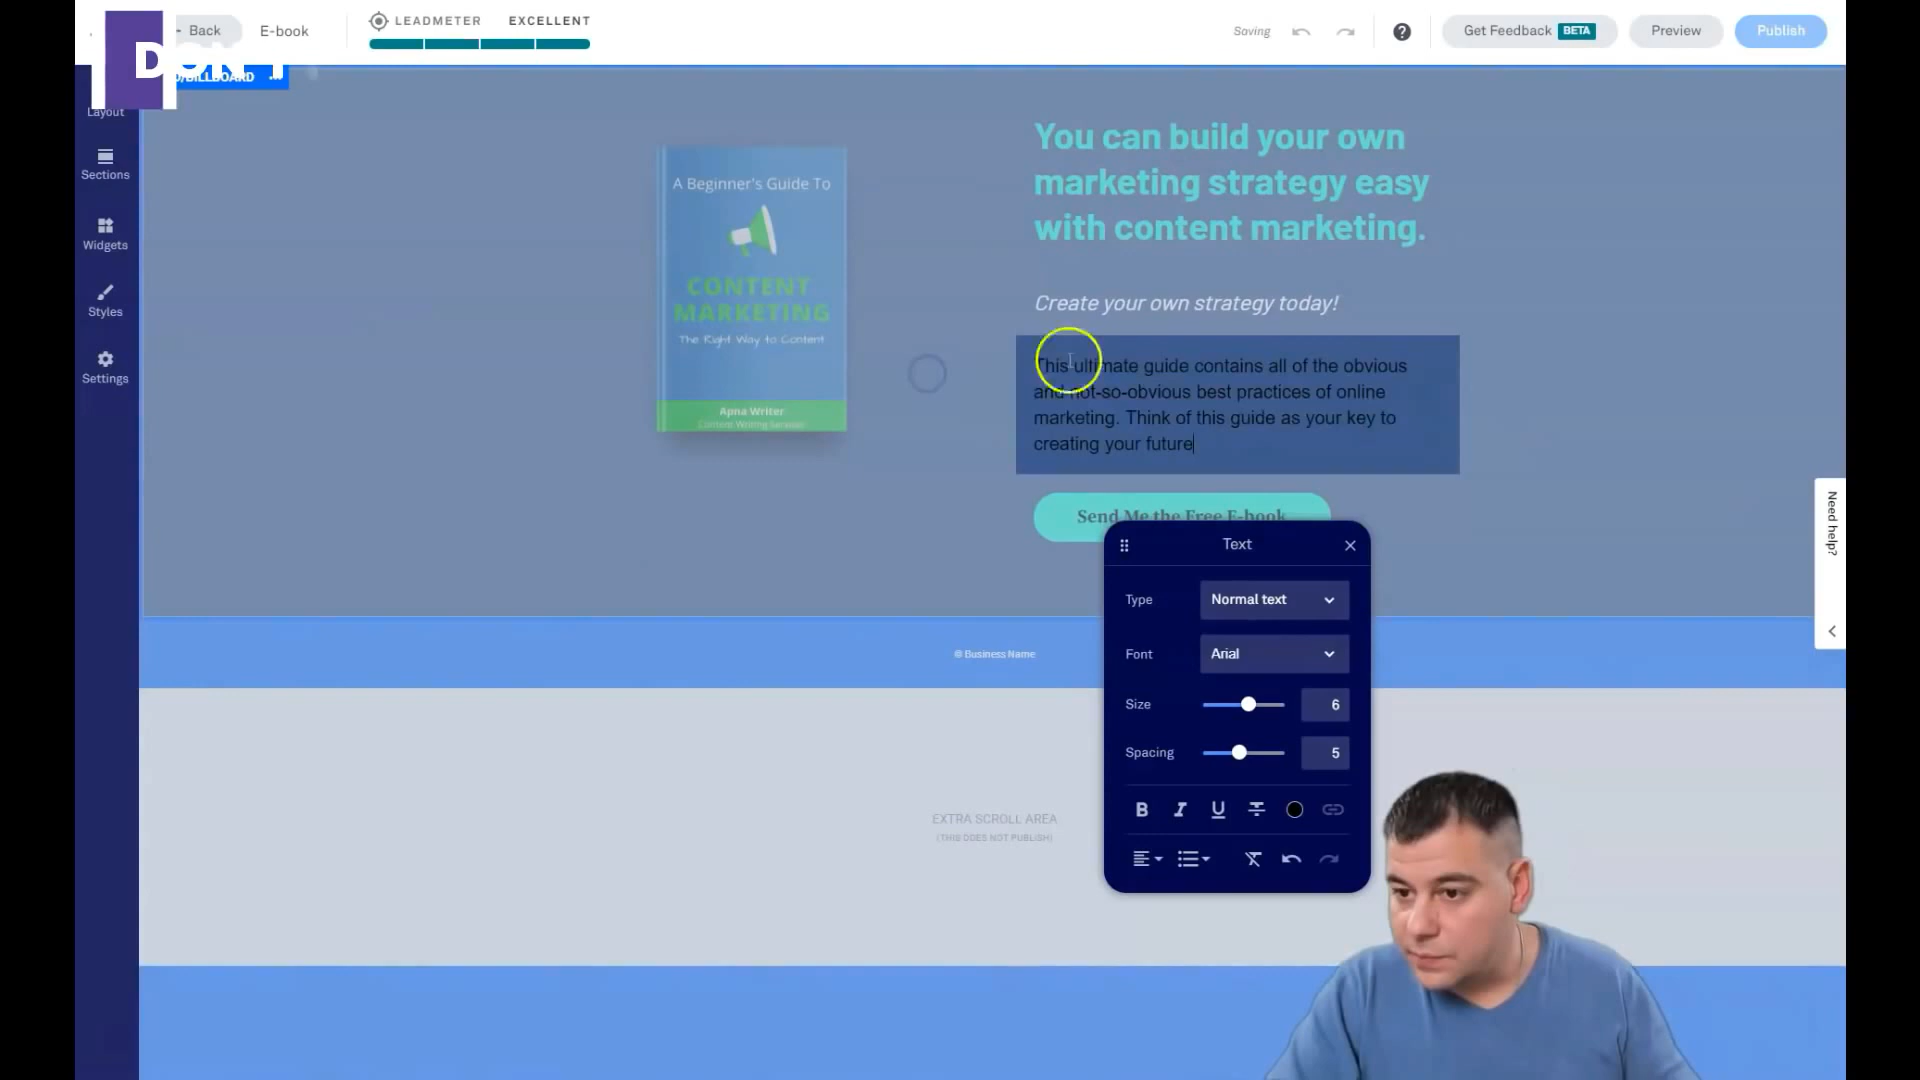 Back
E-book
LEADMETER
EXCELLENT
Saving
Get Feedback BETA
Preview
Publish
DON'T
/BILLBOARD
Layout
Sections
Widgets
Styles
Settings
A Beginner's Guide To
CONTENT
MARKETING
The Right Way to Content
Apna Writer
Content Writing Services
You can build your own
marketing strategy easy
with content marketing.
Create your own strategy today!
This ultimate guide contains all of the obvious
and not-so-obvious best practices of online
marketing. Think of this guide as your key to
creating your future
Send Me the Free E-book
Text
Type
Normal text
Font
Arial
Size
6
Spacing
5
B I U
© Business Name
EXTRA SCROLL AREA
(THIS DOES NOT PUBLISH)
Need help?